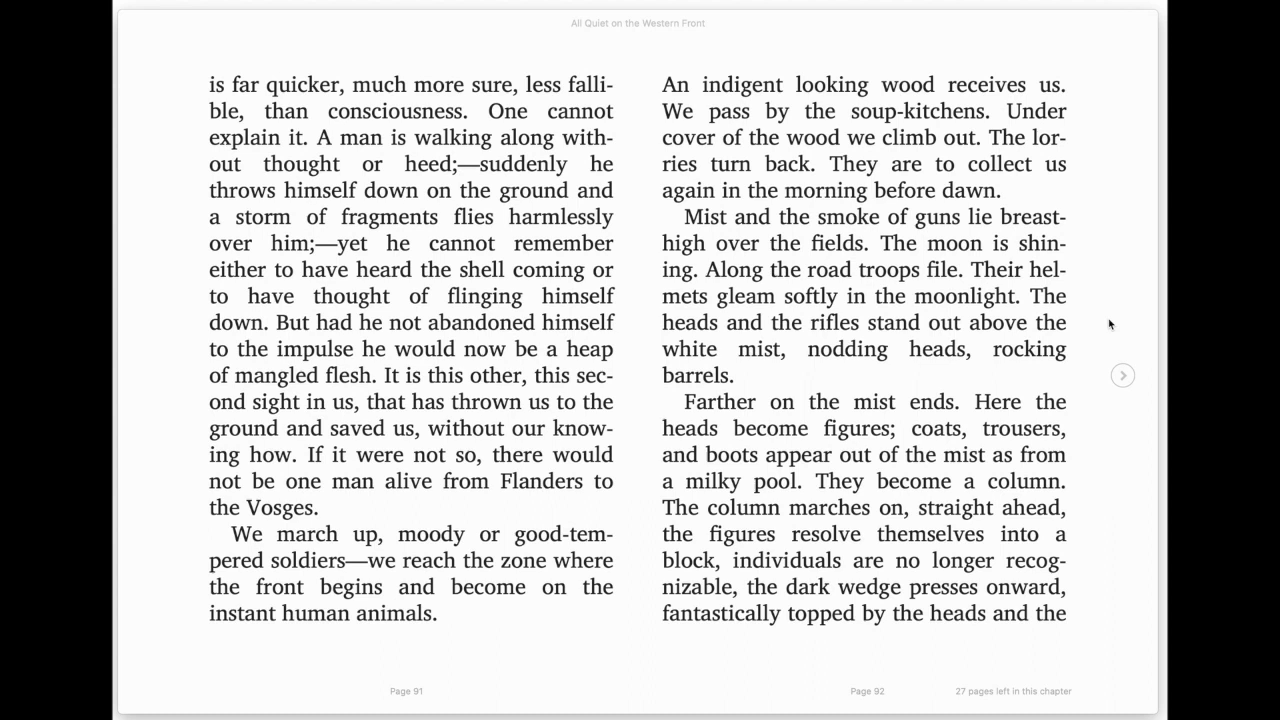 All Quiet on the Western Front
is far quicker, much more sure, less falli-
ble, than consciousness. One cannot
explain it. A man is walking along with-
out thought or heed;—suddenly he
throws himself down on the ground and
a storm of fragments flies harmlessly
over him;—yet he cannot remember
either to have heard the shell coming or
to have thought of flinging himself
down. But had he not abandoned himself
to the impulse he would now be a heap
of mangled flesh. It is this other, this sec-
ond sight in us, that has thrown us to the
ground and saved us, without our know-
ing how. If it were not so, there would
not be one man alive from Flanders to
the Vosges.
We march up, moody or good-tem-
pered soldiers—we reach the zone where
the front begins and become on the
instant human animals.
An indigent looking wood receives us.
We pass by the soup-kitchens. Under
cover of the wood we climb out. The lor-
ries turn back. They are to collect us
again in the morning before dawn.
Mist and the smoke of guns lie breast-
high over the fields. The moon is shin-
ing. Along the road troops file. Their hel-
mets gleam softly in the moonlight. The
heads and the rifles stand out above the
white mist, nodding heads, rocking
barrels.
Farther on the mist ends. Here the
heads become figures; coats, trousers,
and boots appear out of the mist as from
a milky pool. They become a column.
The column marches on, straight ahead,
the figures resolve themselves into a
block, individuals are no longer recog-
nizable, the dark wedge presses onward,
fantastically topped by the heads and the
Page 91
Page 92
27 pages left in this chapter